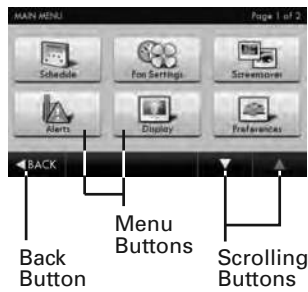 MAIN MENU Page 1 of 2
Schedule Fan Settings Screensaver
Alerts Display Preferences
BACK
Menu
Buttons
Back
Button
Scrolling
Buttons